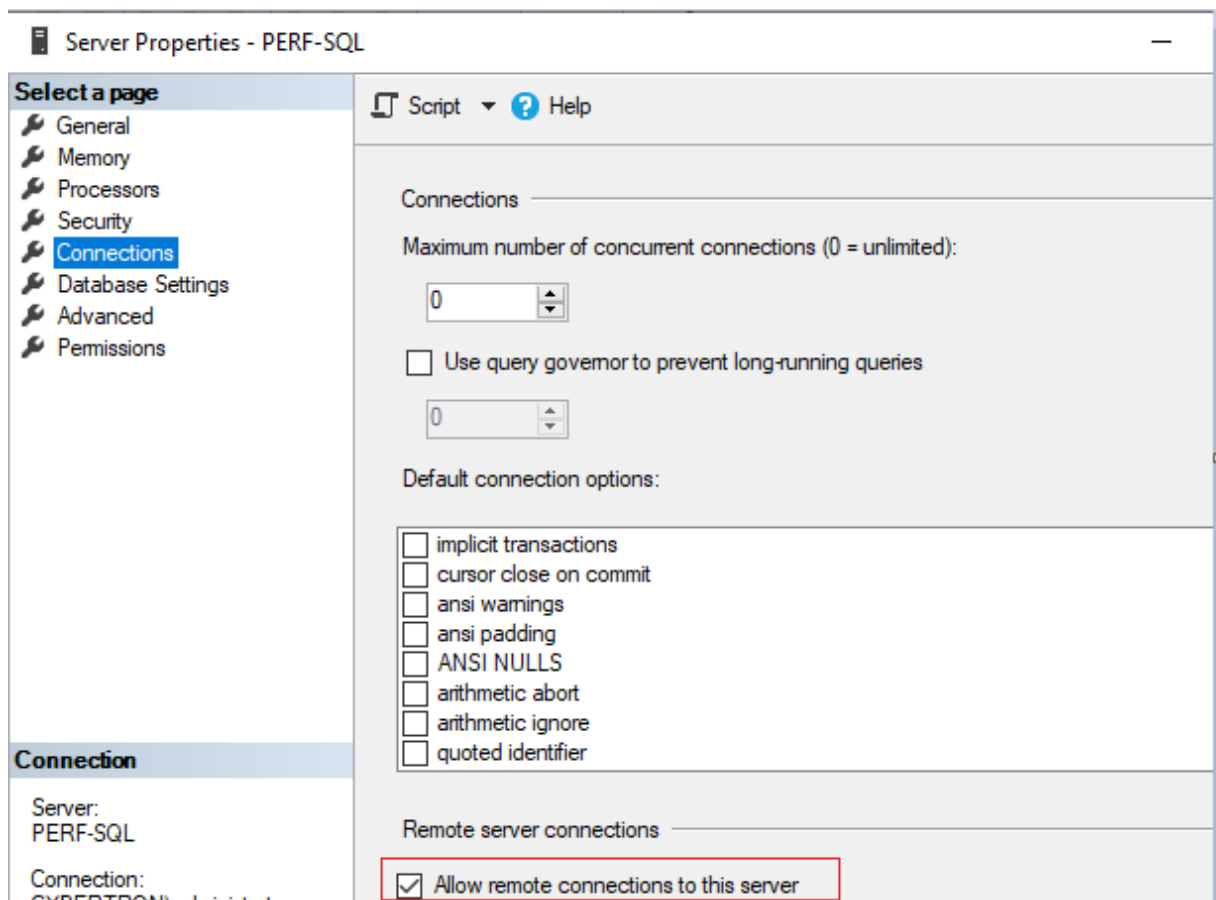 Server Properties - PERF-SQL
Select a page
General
Memory
Processors
Security
Connections
Database Settings
Advanced
Permissions
Connection
Server:
PERF-SQL
Connection:
Script
Help
Connections
Maximum number of concurrent connections (0 = unlimited):
0
Use query governor to prevent long-running queries
0
Default connection options:
implicit transactions
cursor close on commit
ansi warnings
ansi padding
ANSI NULLS
arithmetic abort
arithmetic ignore
quoted identifier
Remote server connections
Allow remote connections to this server